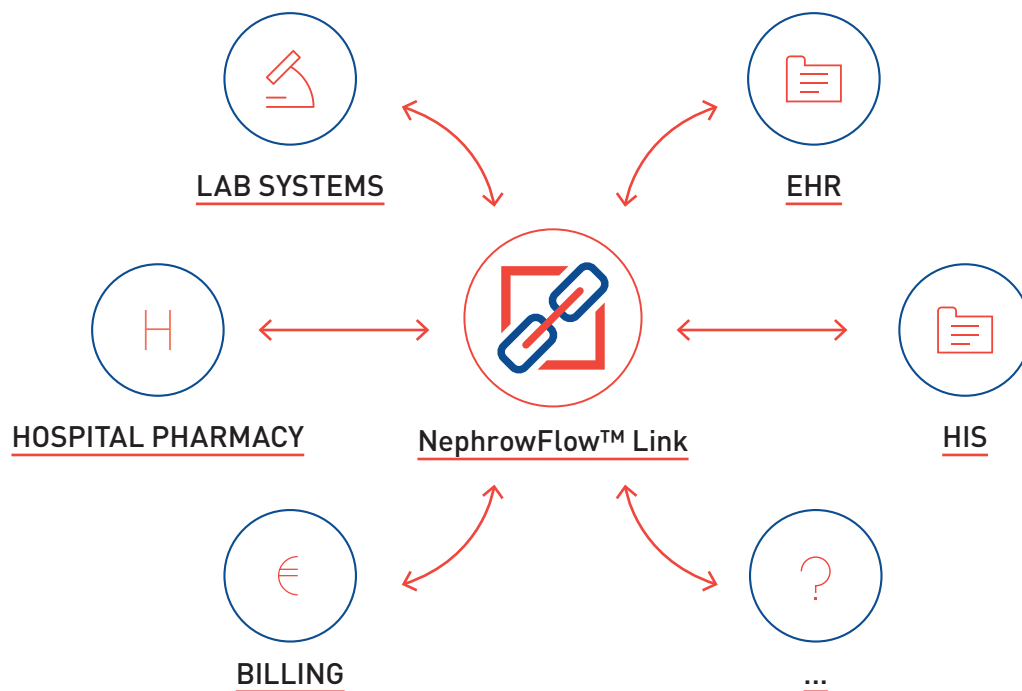 LAB SYSTEMS
EHR
H
HOSPITAL PHARMACY
NephrowFlow™ Link
HIS
€
?
BILLING
...